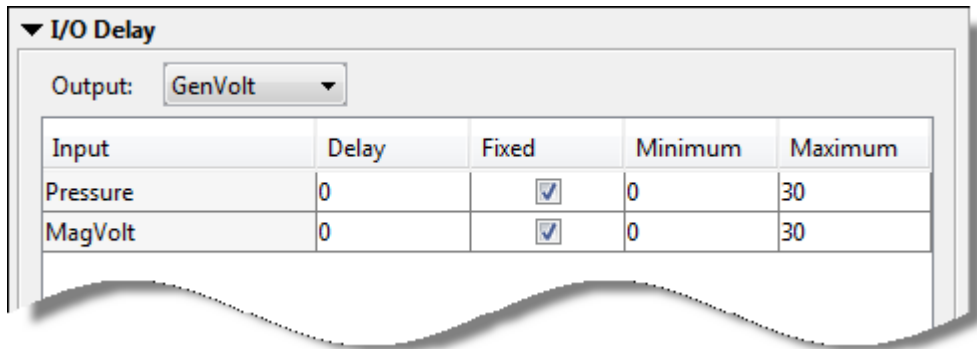 I/O Delay
Output: GenVolt
Input Delay Fixed Minimum Maximum
Pressure 0 0 30
MagVolt 0 0 30